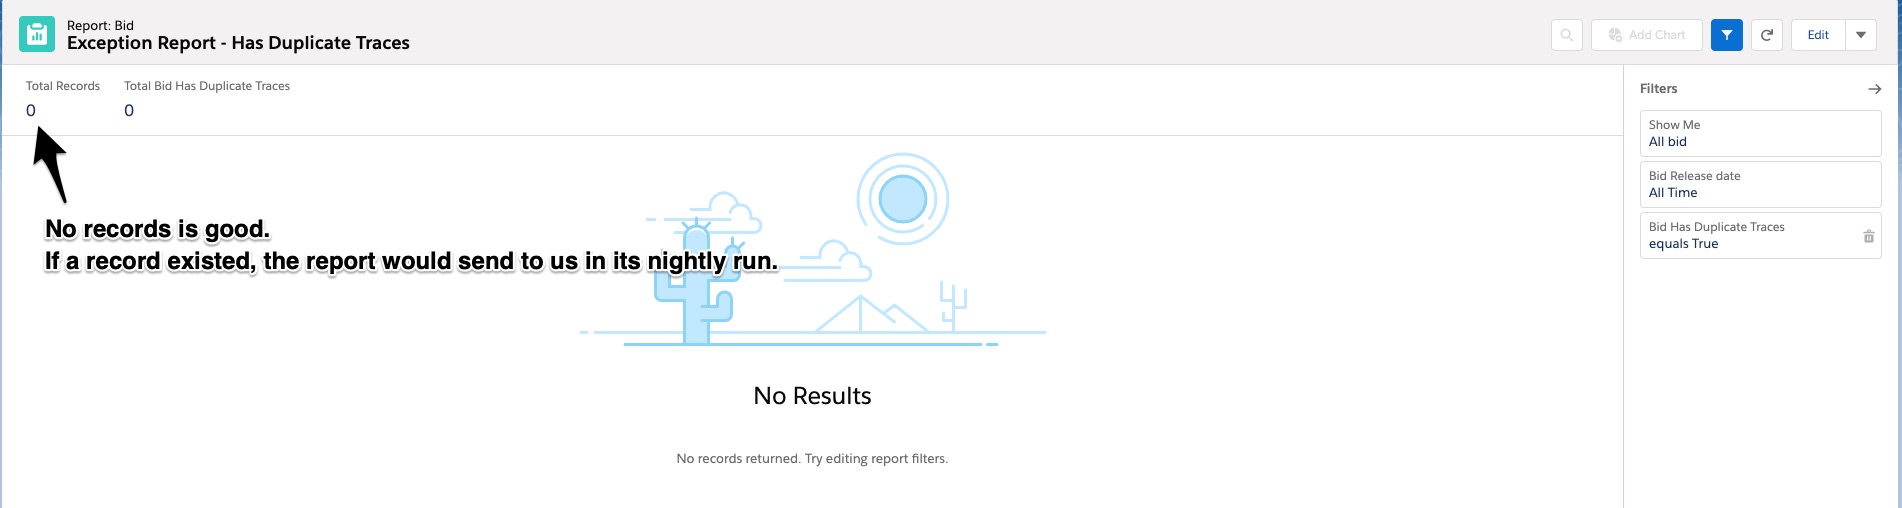 Report: Bid
Exception Report - Has Duplicate Traces
Add Chart
Edit
Total Records
0
Total Bid Has Duplicate Traces
0
No records is good.
If a record existed, the report would send to us in its nightly run.
No Results
No records returned. Try editing report filters.
Filters
Show Me
All bid
Bid Release date
All Time
Bid Has Duplicate Traces
equals True